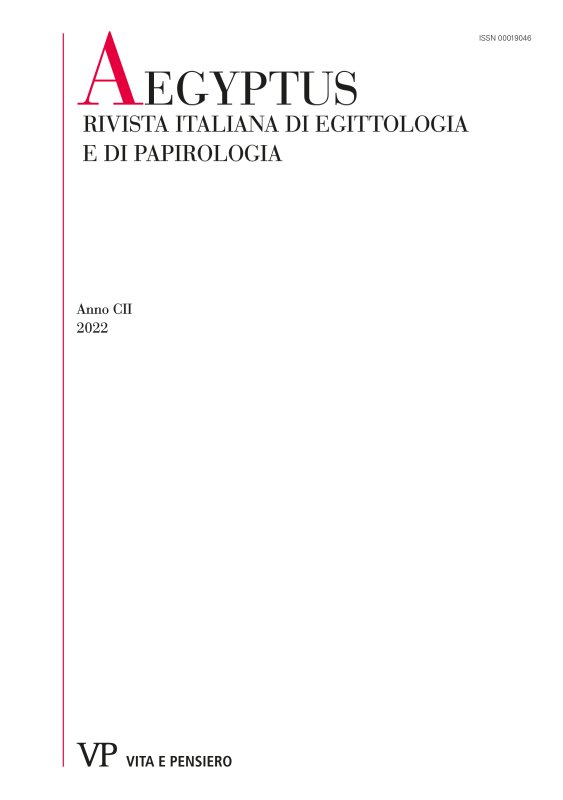 ISSN 00019046
AEGYPTUS
RIVISTA ITALIANA DI EGITTOLOGIA
E DI PAPIROLOGIA
Anno CII
2022
VP VITA E PENSIERO